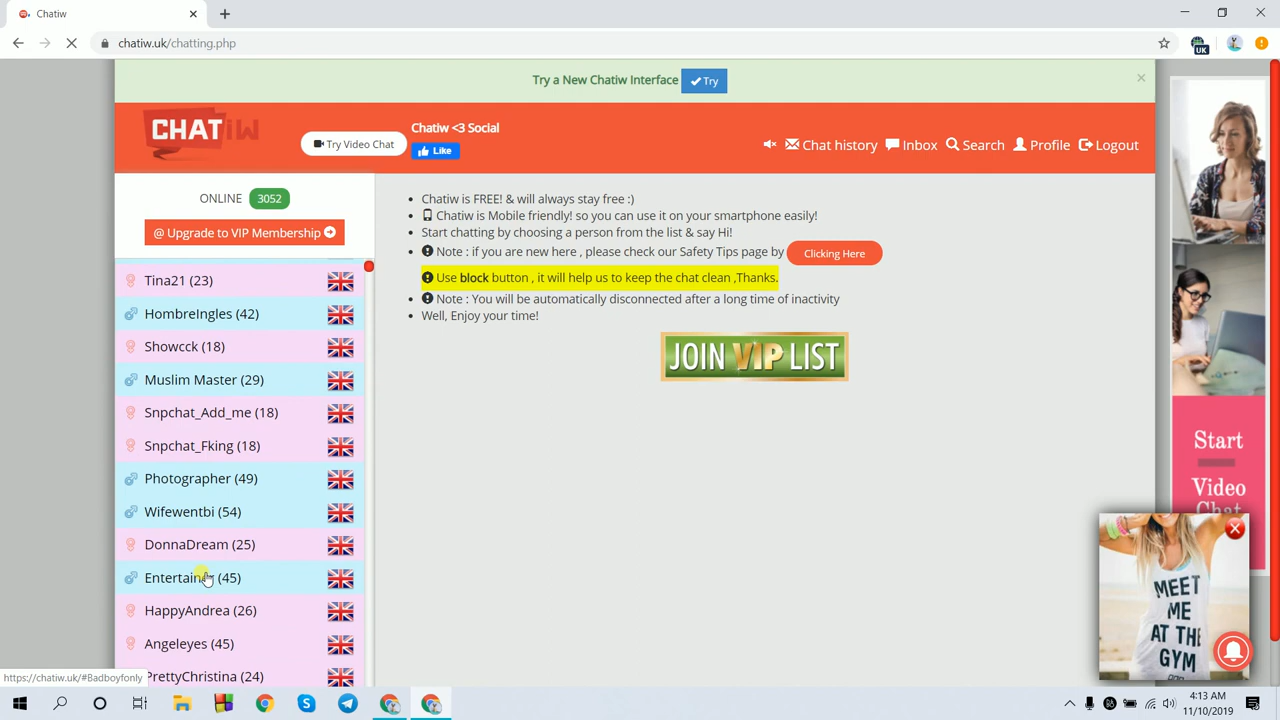 Chatiw
chatiw.uk/chatting.php
UK
Try a New Chatiw Interface Try
×
CHATiW
Try Video Chat
Chatiw <3 Social
Like
Chat history Inbox Search Profile Logout
ONLINE 3052
@ Upgrade to VIP Membership
Tina21 (23)
HombreIngles (42)
Showcck (18)
Muslim Master (29)
Snpchat_Add_me (18)
Snpchat_Fking (18)
Photographer (49)
Wifewentbi (54)
DonnaDream (25)
(45)
HappyAndrea (26)
Angeleyes (45)
PrettyChristina (24)
Chatiw is FREE! & will always stay free :)
Chatiw is Mobile friendly! so you can use it on your smartphone easily!
Start chatting by choosing a person from the list & say Hi!
Note : if you are new here , please check our Safety Tips page by Clicking Here
Use block button , it will help us to keep the chat clean ,Thanks.
Note : You will be automatically disconnected after a long time of inactivity
Well, Enjoy your time!
JOIN VIP LIST
Start
Video
Chat
MEET
ME
AT THE
GYM
https://chatiw.uk/#Badboyfonly
4:13 AM
11/10/2019